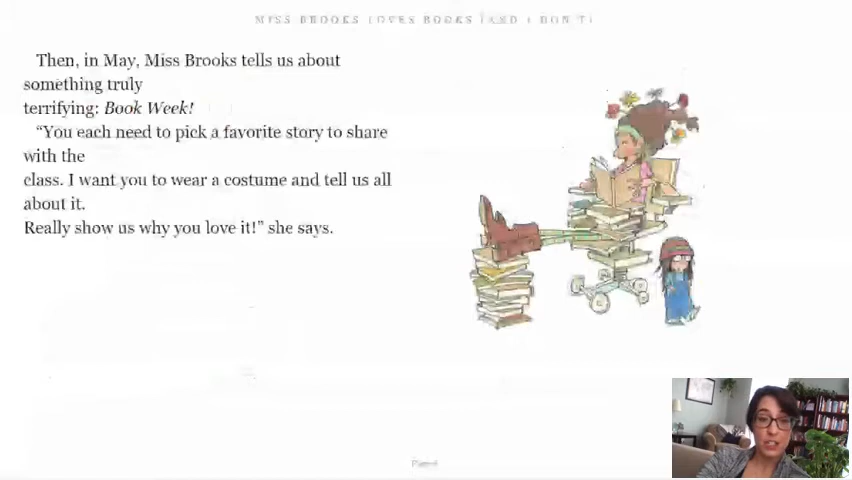 MISS BROOKS LOVES BOOKS (AND I DON'T)
Then, in May, Miss Brooks tells us about
something truly
terrifying: Book Week!
“You each need to pick a favorite story to share
with the
class. I want you to wear a costume and tell us all
about it.
Really show us why you love it!” she says.